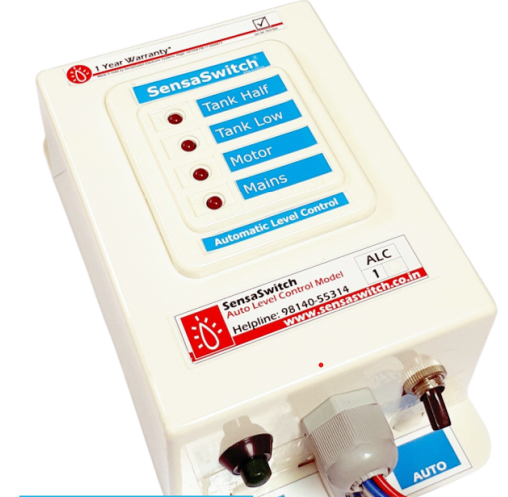 1 Year Warranty*
SensaSwitch
Tank Half
Tank Low
Motor
Mains
Automatic Level Control
SensaSwitch
Auto Level Control Model
Helpline: 98140-55314
www.sensaswitch.co.in
ALC
1
AUTO